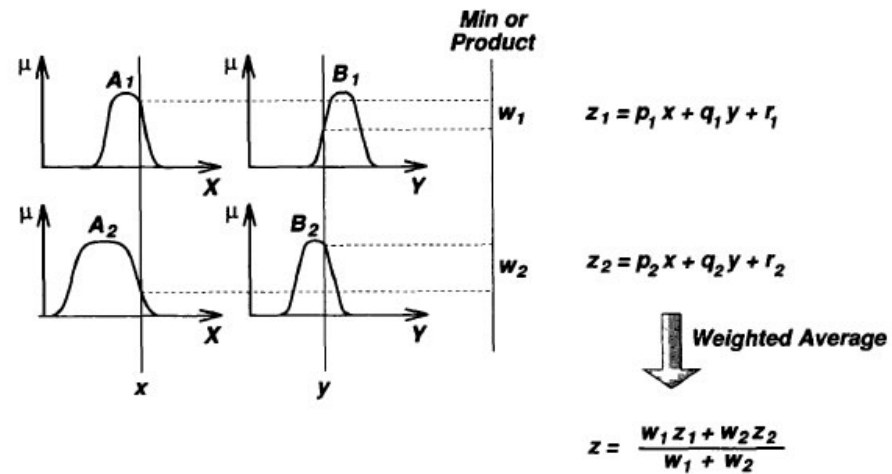 Min or
Product
μ A₁ μ B₁
w₁ z₁ = p₁ x + q₁ y + r₁
X Y
μ A₂ μ B₂
w₂ z₂ = p₂ x + q₂ y + r₂
X Y
Weighted Average
x y
z = w₁ z₁ + w₂ z₂
w₁ + w₂